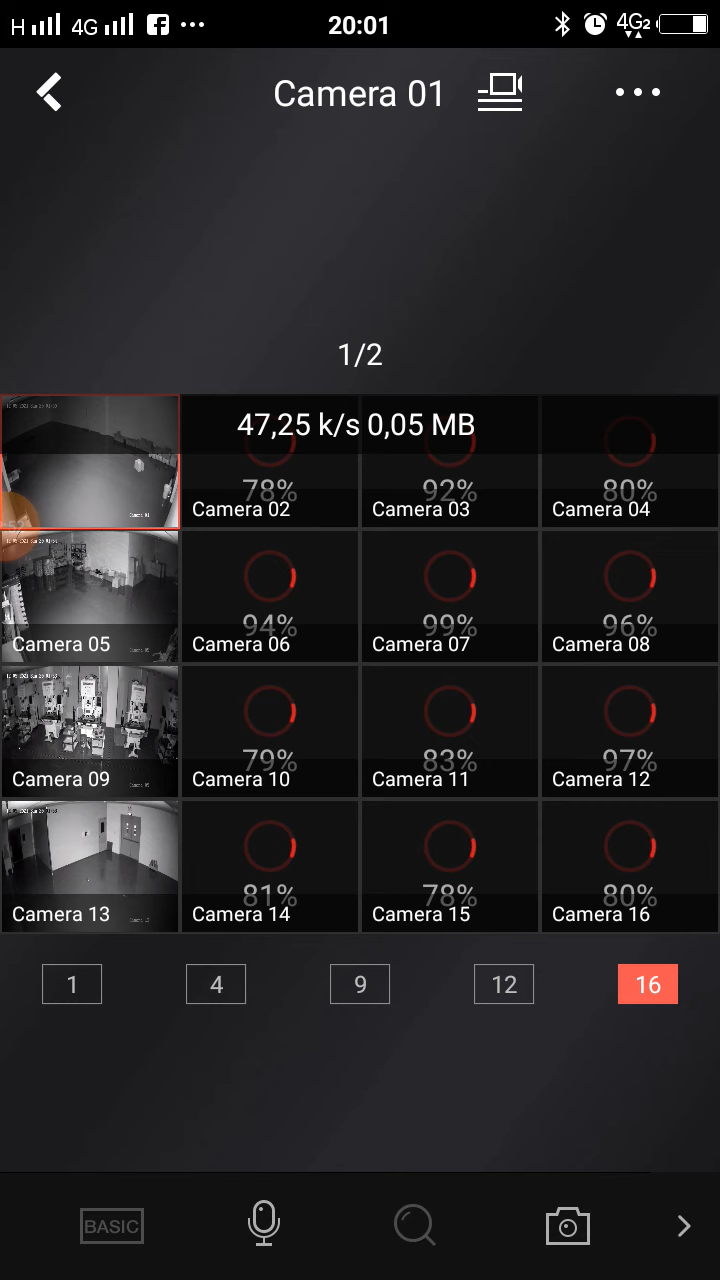 H 4G 20:01 4G2
Camera 01
1/2
47,25 k/s 0,05 MB
78% 92% 80%
Camera 02 Camera 03 Camera 04
94% 99% 96%
Camera 05 Camera 06 Camera 07 Camera 08
79% 83% 97%
Camera 09 Camera 10 Camera 11 Camera 12
81% 78% 80%
Camera 13 Camera 14 Camera 15 Camera 16
1 4 9 12 16
BASIC